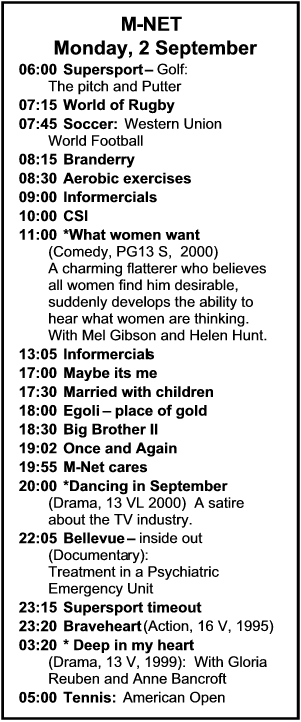 M-NET
Monday, 2 September
06:00 Supersport – Golf:
The pitch and Putter
07:15 World of Rugby
07:45 Soccer: Western Union
World Football
08:15 Branderry
08:30 Aerobic exercises
09:00 Informercials
10:00 CSI
11:00 *What women want
(Comedy, PG13 S, 2000)
A charming flatterer who believes
all women find him desirable,
suddenly develops the ability to
hear what women are thinking.
With Mel Gibson and Helen Hunt.
13:05 Informercials
17:00 Maybe its me
17:30 Married with children
18:00 Egoli – place of gold
18:30 Big Brother II
19:02 Once and Again
19:55 M-Net cares
20:00 *Dancing in September
(Drama, 13 VL 2000) A satire
about the TV industry.
22:05 Bellevue – inside out
(Documentary):
Treatment in a Psychiatric
Emergency Unit
23:15 Supersport timeout
23:20 Braveheart (Action, 16 V, 1995)
03:20 * Deep in my heart
(Drama, 13 V, 1999): With Gloria
Reuben and Anne Bancroft
05:00 Tennis: American Open